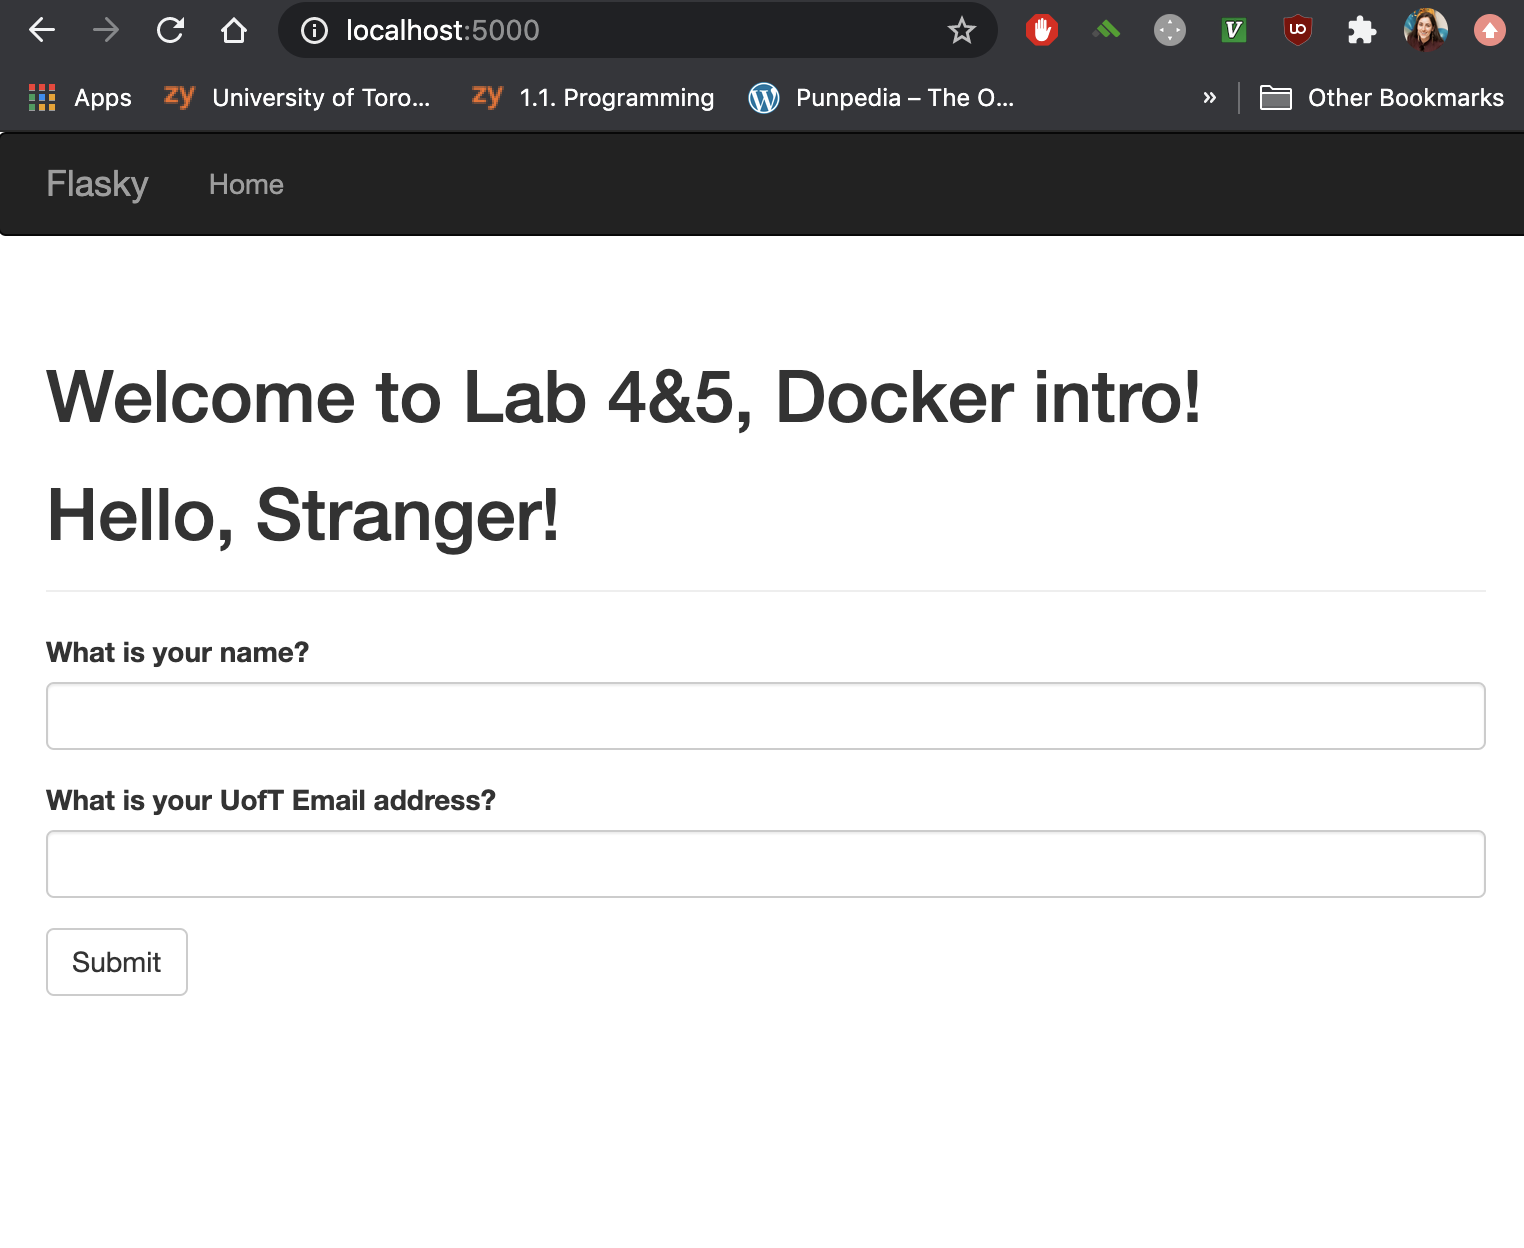 localhost:5000
Apps
zy University of Toro...
zy 1.1. Programming
Punpedia – The O...
»
Other Bookmarks
Flasky
Home
Welcome to Lab 4&5, Docker intro!
Hello, Stranger!
What is your name?
What is your UofT Email address?
Submit